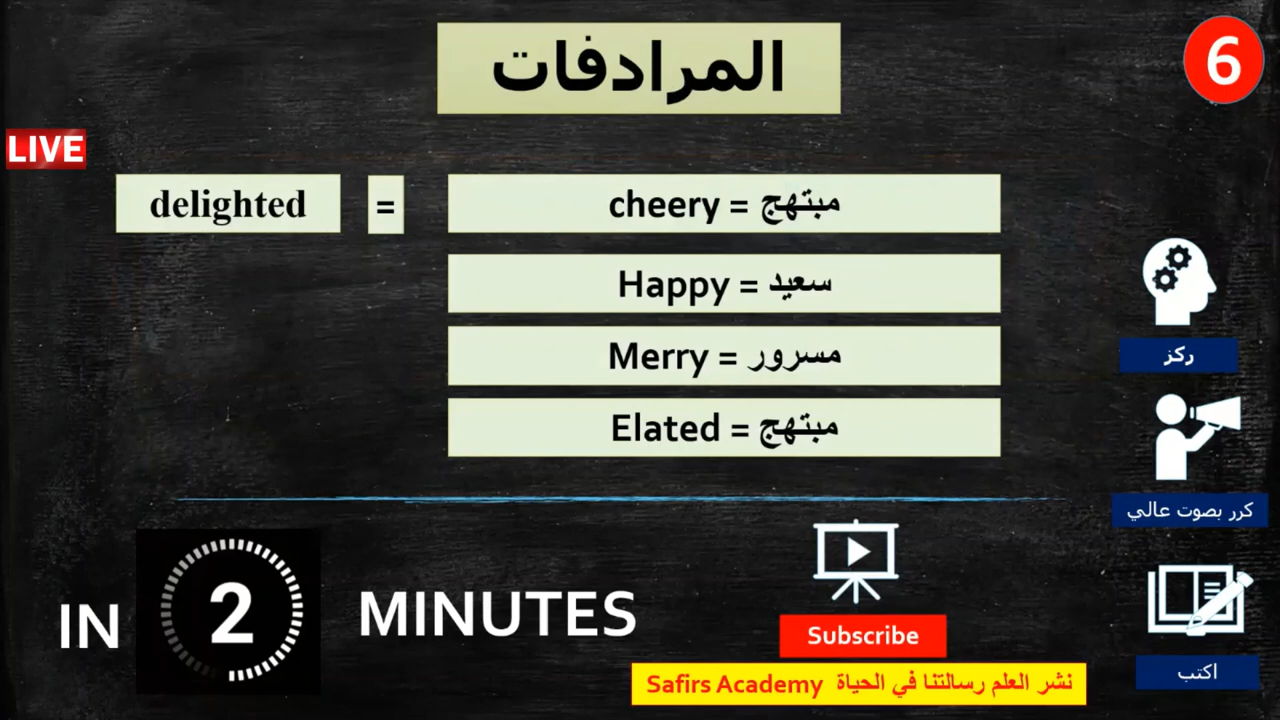 المرادفات
6
LIVE
delighted = cheery = مبتهج
Happy = سعيد
Merry = مسرور
Elated = مبتهج
ركز
كرر بصوت عالي
اكتب
IN 2 MINUTES
Subscribe
نشر العلم رسالتنا في الحياة Safirs Academy